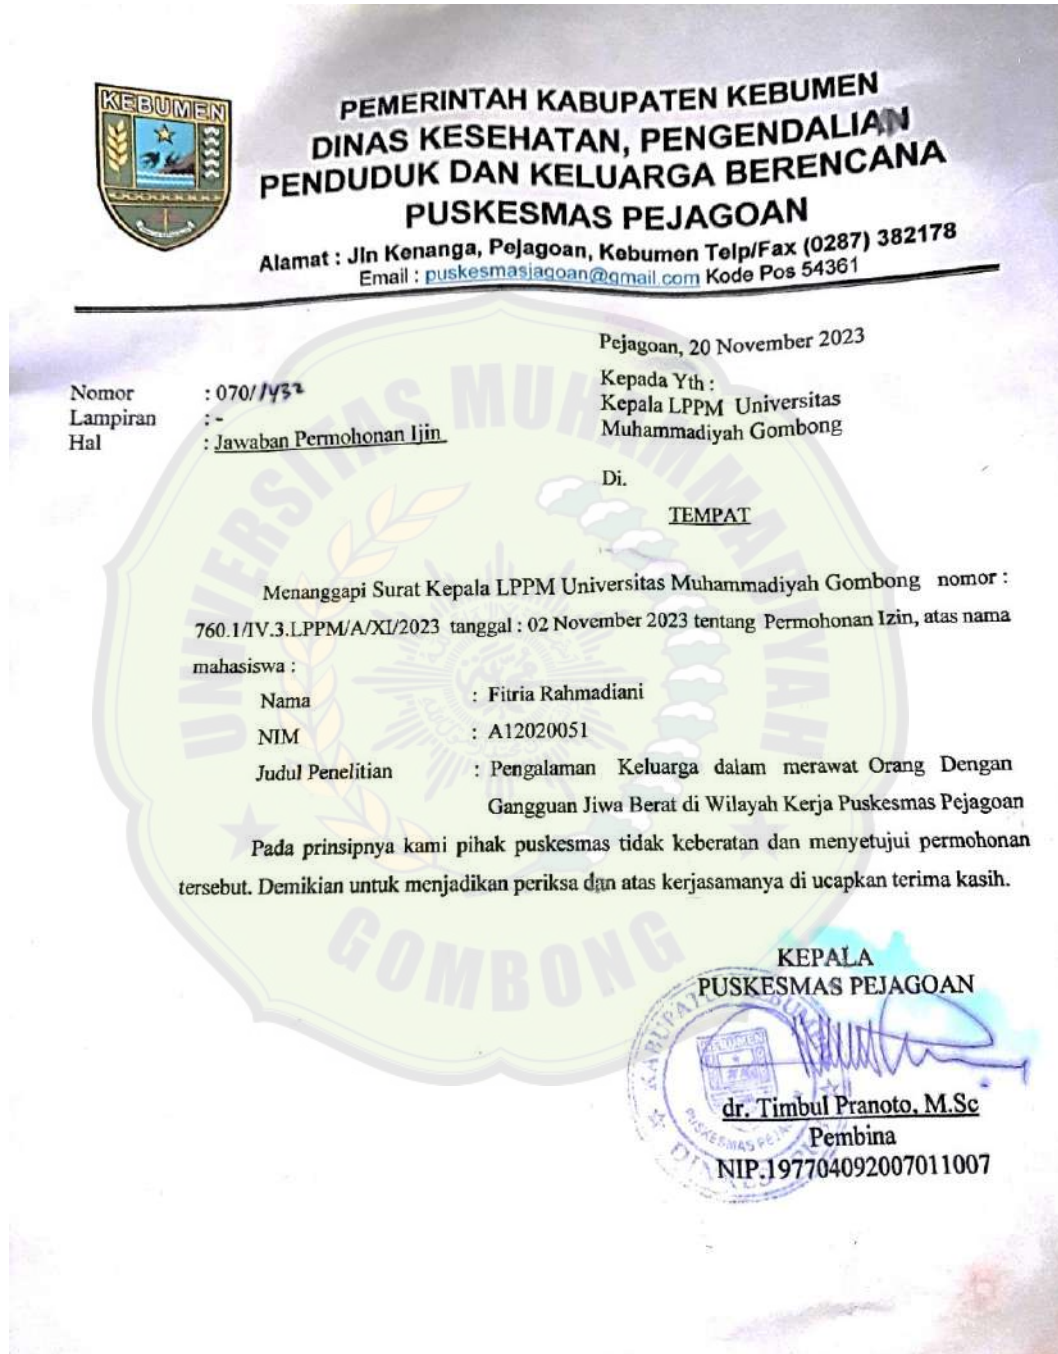 KEBUMEN
PEMERINTAH KABUPATEN KEBUMEN
DINAS KESEHATAN, PENGENDALIAN
PENDUDUK DAN KELUARGA BERENCANA
PUSKESMAS PEJAGOAN
Alamat : Jln Kenanga, Pejagoan, Kebumen Telp/Fax (0287) 382178
Email : puskesmasjagoan@gmail.com Kode Pos 54361
Pejagoan, 20 November 2023
Nomor : 070/1432
Lampiran : -
Hal : Jawaban Permohonan Ijin
Kepada Yth :
Kepala LPPM Universitas
Muhammadiyah Gombong
Di.
TEMPAT
Menanggapi Surat Kepala LPPM Universitas Muhammadiyah Gombong nomor :
760.1/IV.3.LPPM/A/XI/2023 tanggal : 02 November 2023 tentang Permohonan Izin, atas nama
mahasiswa :
Nama : Fitria Rahmadiani
NIM : A12020051
Judul Penelitian : Pengalaman Keluarga dalam merawat Orang Dengan
Gangguan Jiwa Berat di Wilayah Kerja Puskesmas Pejagoan
Pada prinsipnya kami pihak puskesmas tidak keberatan dan menyetujui permohonan
tersebut. Demikian untuk menjadikan periksa dan atas kerjasamanya di ucapkan terima kasih.
KEPALA
PUSKESMAS PEJAGOAN
dr. Timbul Pranoto, M.Sc
Pembina
NIP.197704092007011007
UNIVERSITAS MUHAMMADIYAH
GOMBONG